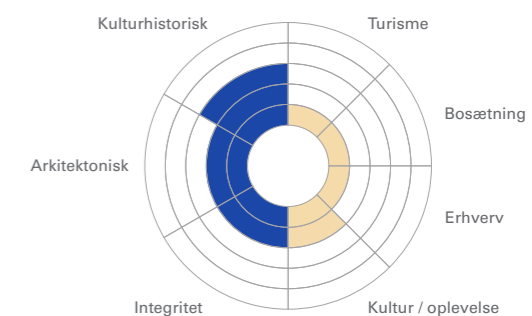 Kulturhistorisk
Turisme
Bosætning
Arkitektonisk
Erhverv
Integritet
Kultur / oplevelse